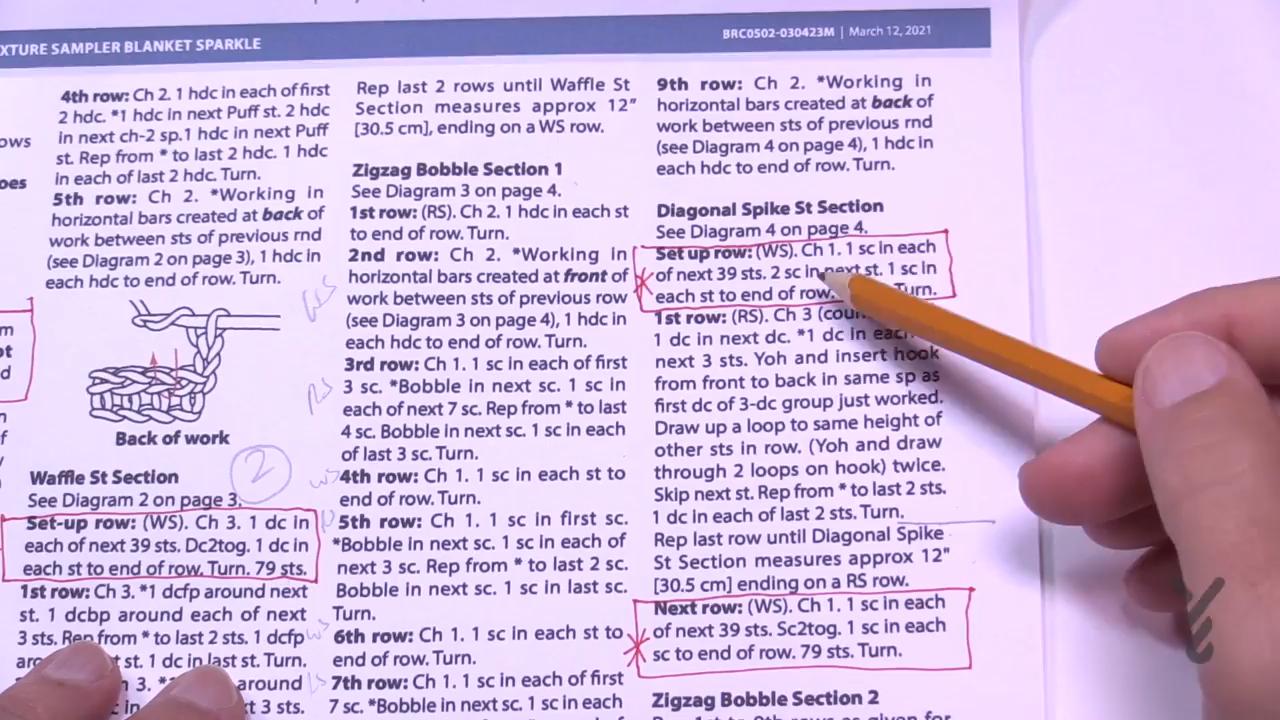 XTURE SAMPLER BLANKET SPARKLE
BRC0502-030423M | March 12, 2021
ows
oes
m
ot
d
f
4th row: Ch 2. 1 hdc in each of first
2 hdc. *1 hdc in next Puff st. 2 hdc
in next ch-2 sp.1 hdc in next Puff
st. Rep from * to last 2 hdc. 1 hdc
in each of last 2 hdc. Turn.
5th row: Ch 2. *Working in
horizontal bars created at back of
work between sts of previous rnd
(see Diagram 2 on page 3), 1 hdc in
each hdc to end of row. Turn.
Back of work
2
Waffle St Section
See Diagram 2 on page 3.
Set-up row: (WS). Ch 3. 1 dc in
each of next 39 sts. Dc2tog. 1 dc in
each st to end of row. Turn. 79 sts.
1st row: Ch 3. *1 dcfp around next
st. 1 dcbp around each of next
3 sts. Rep from * to last 2 sts. 1 dcfp
st. 1 dc in last st. Turn.
3. around
in t 3 sts.
Rep last 2 rows until Waffle St
Section measures approx 12"
[30.5 cm], ending on a WS row.
Zigzag Bobble Section 1
See Diagram 3 on page 4.
1st row: (RS). Ch 2. 1 hdc in each st
to end of row. Turn.
2nd row: Ch 2. *Working in
horizontal bars created at front of
work between sts of previous row
(see Diagram 3 on page 4), 1 hdc in
each hdc to end of row. Turn.
3rd row: Ch 1. 1 sc in each of first
3 sc. *Bobble in next sc. 1 sc in
each of next 7 sc. Rep from * to last
4 sc. Bobble in next sc. 1 sc in each
of last 3 sc. Turn.
4th row: Ch 1. 1 sc in each st to
end of row. Turn.
5th row: Ch 1. 1 sc in first sc.
*Bobble in next sc. 1 sc in each of
next 3 sc. Rep from * to last 2 sc.
Bobble in next sc. 1 sc in last sc.
Turn.
6th row: Ch 1. 1 sc in each st to
end of row. Turn.
7th row: Ch 1. 1 sc in each of first
7 sc. *Bobble in next sc. 1 sc in
9th row: Ch 2. *Working in
horizontal bars created at back of
work between sts of previous rnd
(see Diagram 4 on page 4), 1 hdc in
each hdc to end of row. Turn.
Diagonal Spike St Section
See Diagram 4 on page 4.
Set up row: (WS). Ch 1. 1 sc in each
of next 39 sts. 2 sc in next st. 1 sc in
each st to end of row. Turn.
1st row: (RS). Ch 3 (coun
1 dc in next dc. *1 dc in each
next 3 sts. Yoh and insert hook
from front to back in same sp as
first dc of 3-dc group just worked.
Draw up a loop to same height of
other sts in row. (Yoh and draw
through 2 loops on hook) twice.
Skip next st. Rep from * to last 2 sts.
1 dc in each of last 2 sts. Turn.
Rep last row until Diagonal Spike
St Section measures approx 12"
[30.5 cm] ending on a RS row.
Next row: (WS). Ch 1. 1 sc in each
of next 39 sts. Sc2tog. 1 sc in each
sc to end of row. 79 sts. Turn.
Zigzag Bobble Section 2